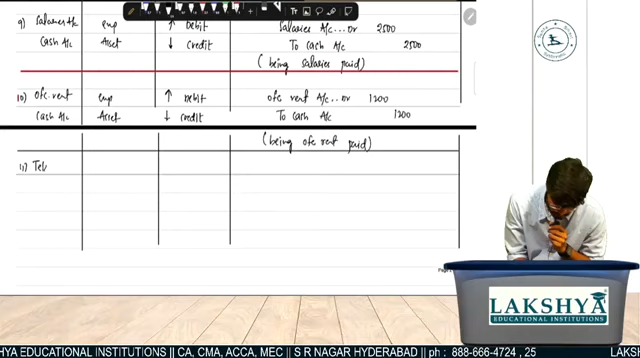 9) Salaries A/c exp ↑ Debit Salaries A/c...Dr 2500
Cash A/c Asset ↓ Credit To Cash A/c 2500
(being salaries paid)
10) Ofc. rent exp ↑ Debit Ofc rent A/c...Dr 1200
Cash A/c Asset ↓ Credit To Cash A/c 1200
(being ofc rent paid)
11) Tel
LAKSHYA
EDUCATIONAL INSTITUTIONS
HYA EDUCATIONAL INSTITUTIONS || CA, CMA, ACCA, MEC || S R NAGAR HYDERABAD || ph : 888-666-4724 , 25 LAKS